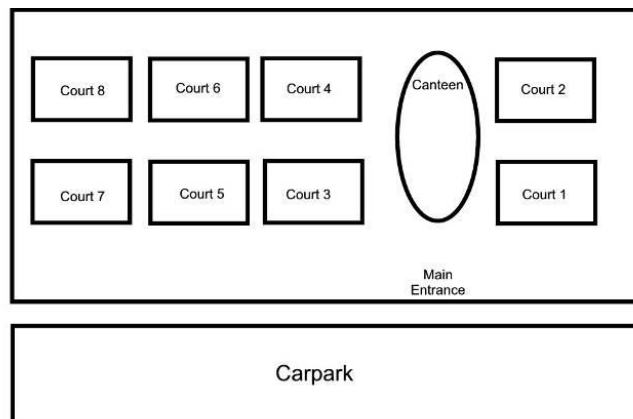 Court 8
Court 6
Court 4
Canteen
Court 2
Court 7
Court 5
Court 3
Court 1
Main
Entrance
Carpark